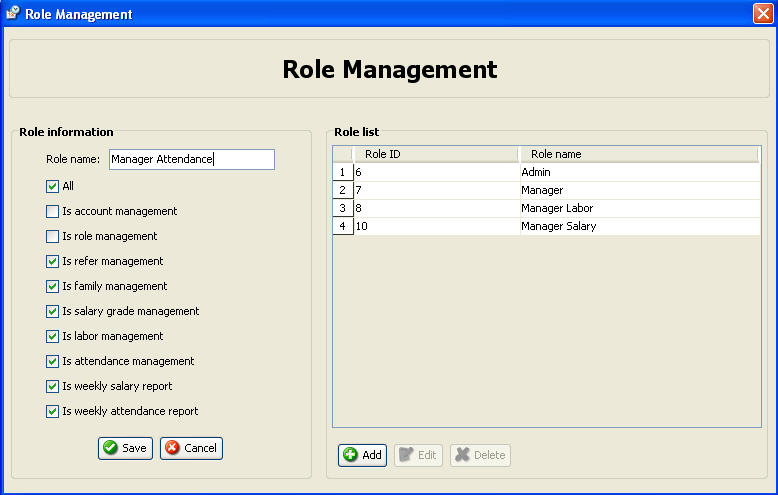 Role Management
Role Management
Role information
Role name: Manager Attendance
All
Is account management
Is role management
Is refer management
Is family management
Is salary grade management
Is labor management
Is attendance management
Is weekly salary report
Is weekly attendance report
Save Cancel
Role list
Role ID Role name
1 6 Admin
2 7 Manager
3 8 Manager Labor
4 10 Manager Salary
Add Edit Delete